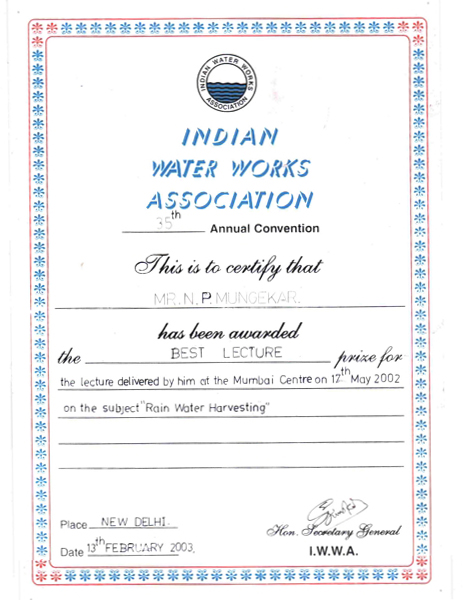 INDIAN WATER WORKS
ASSOCIATION
INDIAN
WATER WORKS
ASSOCIATION
35th Annual Convention
This is to certify that
MR. N. P. MUNGEKAR.
has been awarded
the BEST LECTURE prize for
the lecture delivered by him at the Mumbai Centre on 12th May 2002
on the subject "Rain Water Harvesting"
Place NEW DELHI.
Hon. Secretary General
Date 13th FEBRUARY 2003.
I.W.W.A.